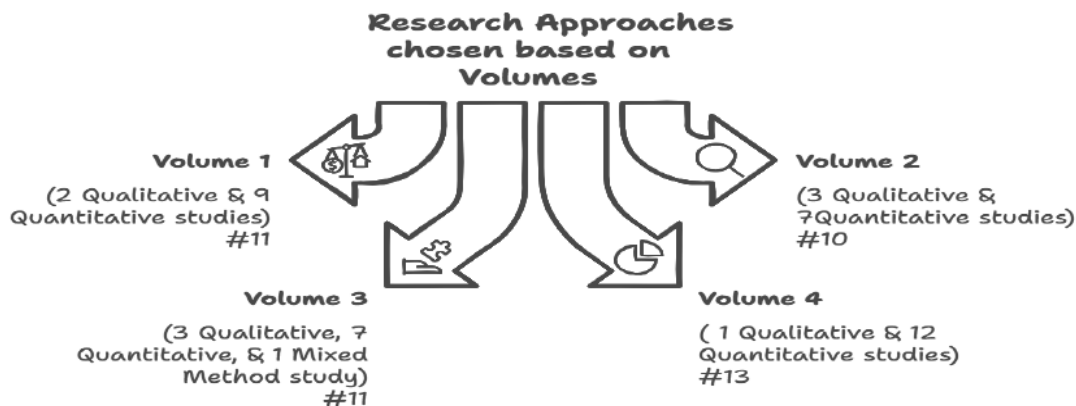 Research Approaches
chosen based on
Volumes
Volume 1
(2 Qualitative & 9
Quantitative studies)
#11
Volume 2
(3 Qualitative &
7Quantitative studies)
#10
Volume 3
(3 Qualitative, 7
Quantitative, & 1 Mixed
Method study)
#11
Volume 4
( 1 Qualitative & 12
Quantitative studies)
#13